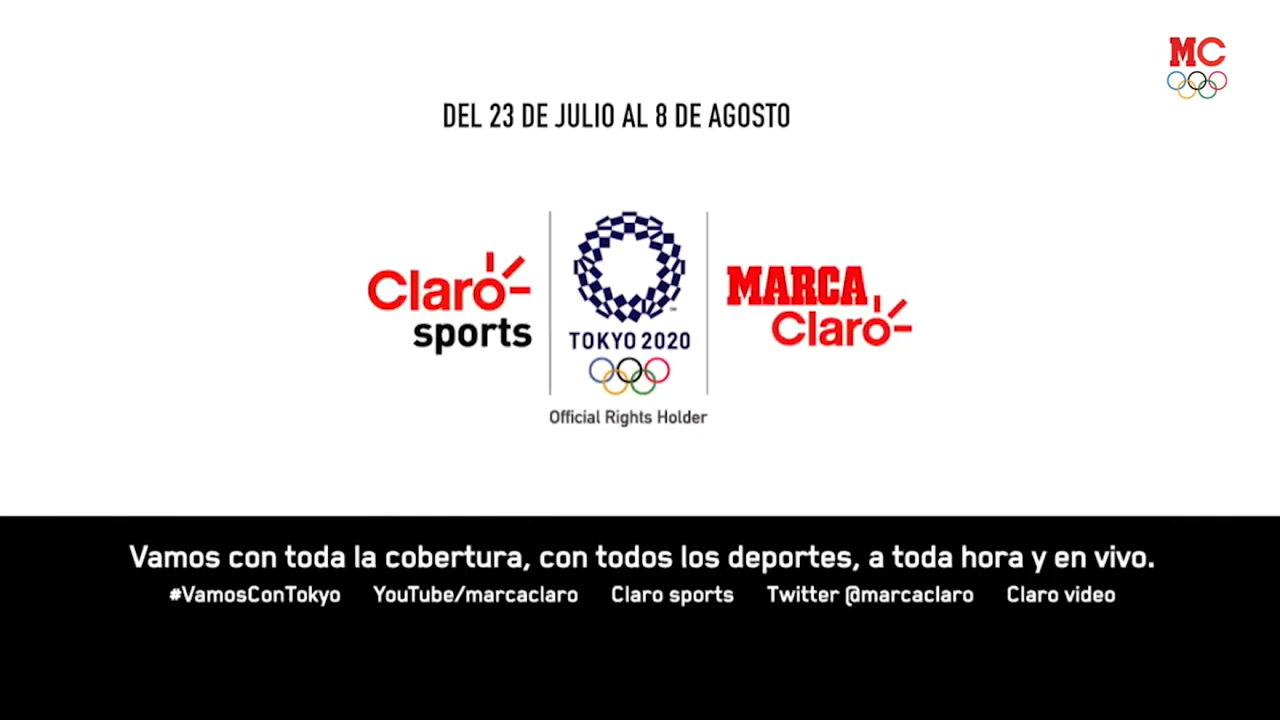 MC
DEL 23 DE JULIO AL 8 DE AGOSTO
Claro
sports
TOKYO 2020
MARCA
Claro
Official Rights Holder
Vamos con toda la cobertura, con todos los deportes, a toda hora y en vivo.
#VamosConTokyo YouTube/marcaclaro Claro sports Twitter @marcaclaro Claro video